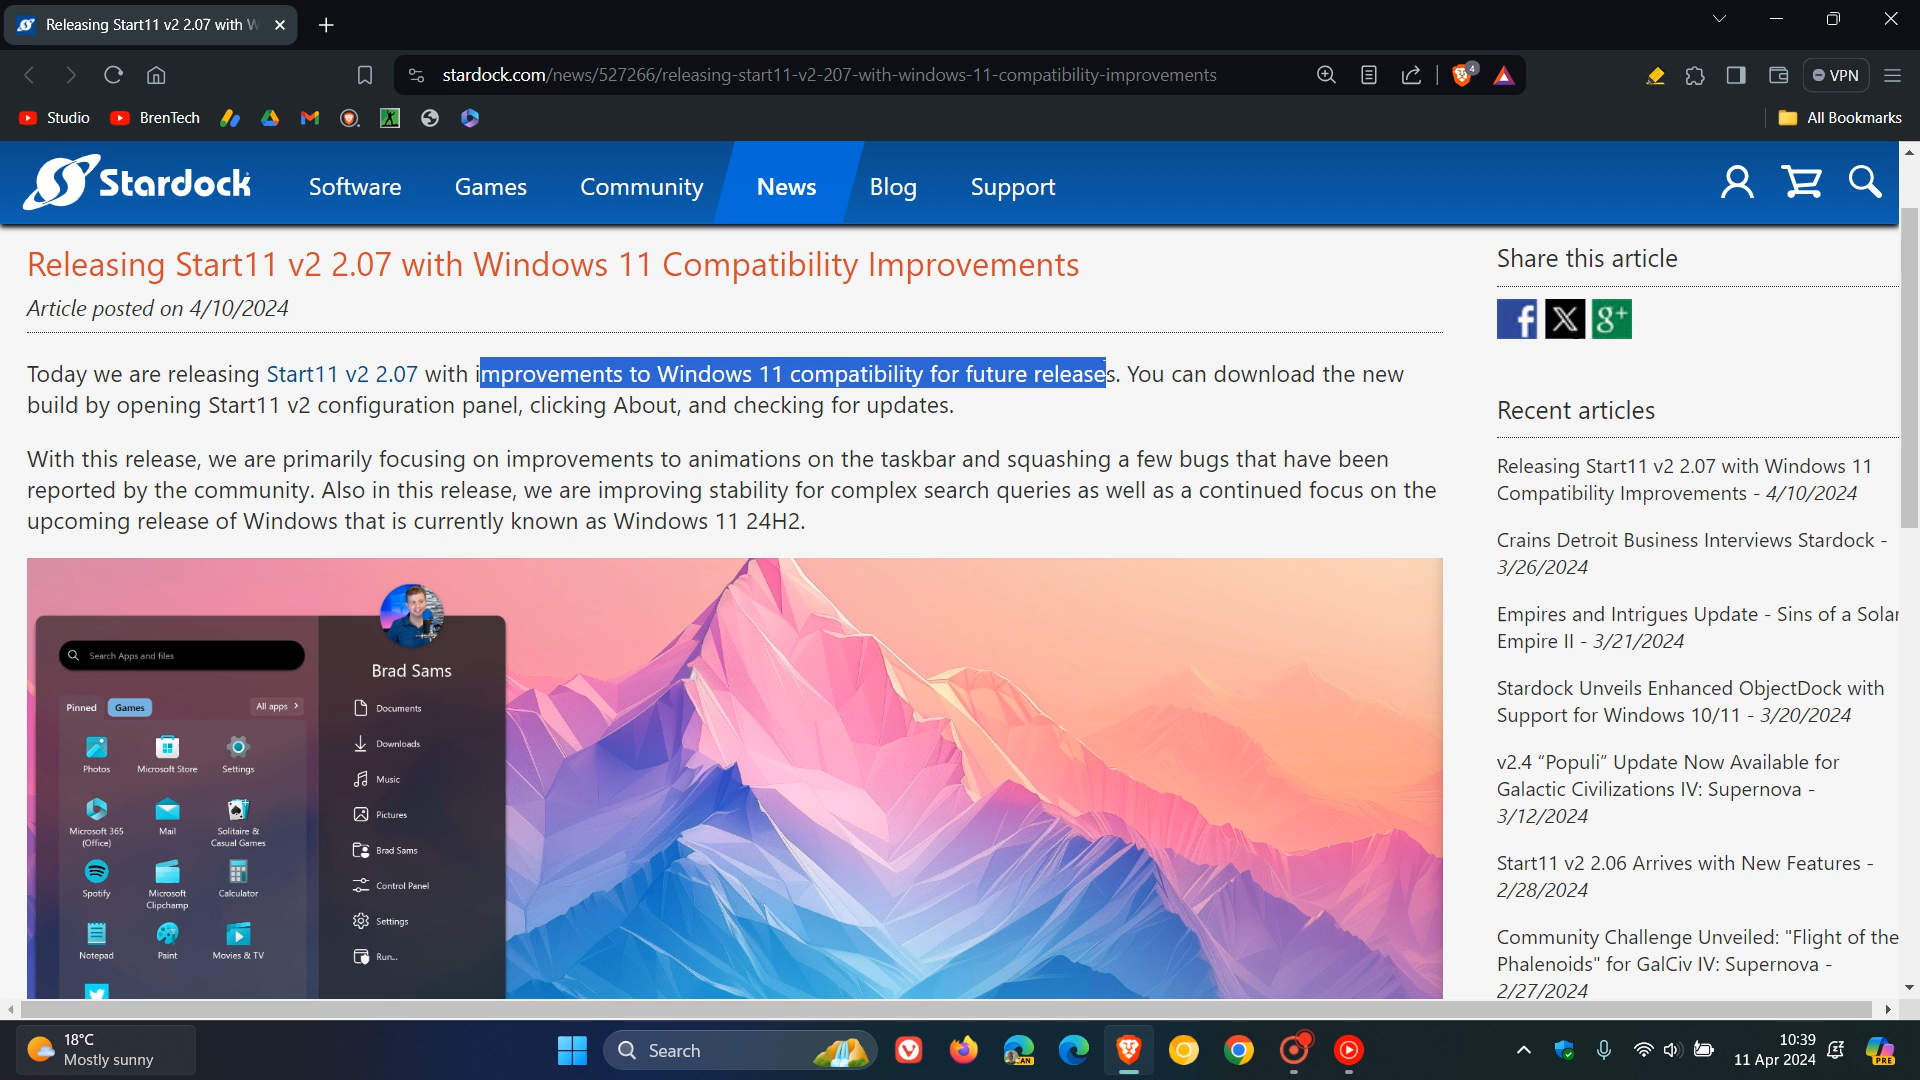 Releasing Start11 v2 2.07 with W
stardock.com/news/527266/releasing-start11-v2-207-with-windows-11-compatibility-improvements
4
VPN
Studio
BrenTech
All Bookmarks
Stardock
Software
Games
Community
News
Blog
Support
Releasing Start11 v2 2.07 with Windows 11 Compatibility Improvements
Article posted on 4/10/2024
Today we are releasing Start11 v2 2.07 with improvements to Windows 11 compatibility for future releases. You can download the new
build by opening Start11 v2 configuration panel, clicking About, and checking for updates.
With this release, we are primarily focusing on improvements to animations on the taskbar and squashing a few bugs that have been
reported by the community. Also in this release, we are improving stability for complex search queries as well as a continued focus on the
upcoming release of Windows that is currently known as Windows 11 24H2.
Search Apps and files
Pinned
Games
All apps >
Photos
Microsoft Store
Settings
Microsoft 365
(Office)
Mail
Solitaire &
Casual Games
Spotify
Microsoft
Clipchamp
Calculator
Notepad
Paint
Movies & TV
Brad Sams
Documents
Downloads
Music
Pictures
Brad Sams
Control Panel
Settings
Run...
Share this article
f
X
g+
Recent articles
Releasing Start11 v2 2.07 with Windows 11
Compatibility Improvements - 4/10/2024
Crains Detroit Business Interviews Stardock -
3/26/2024
Empires and Intrigues Update - Sins of a Solar
Empire II - 3/21/2024
Stardock Unveils Enhanced ObjectDock with
Support for Windows 10/11 - 3/20/2024
v2.4 “Populi” Update Now Available for
Galactic Civilizations IV: Supernova -
3/12/2024
Start11 v2 2.06 Arrives with New Features -
2/28/2024
Community Challenge Unveiled: "Flight of the
Phalenoids" for GalCiv IV: Supernova -
2/27/2024
18°C
Mostly sunny
Search
CAN
10:39
11 Apr 2024
PRE